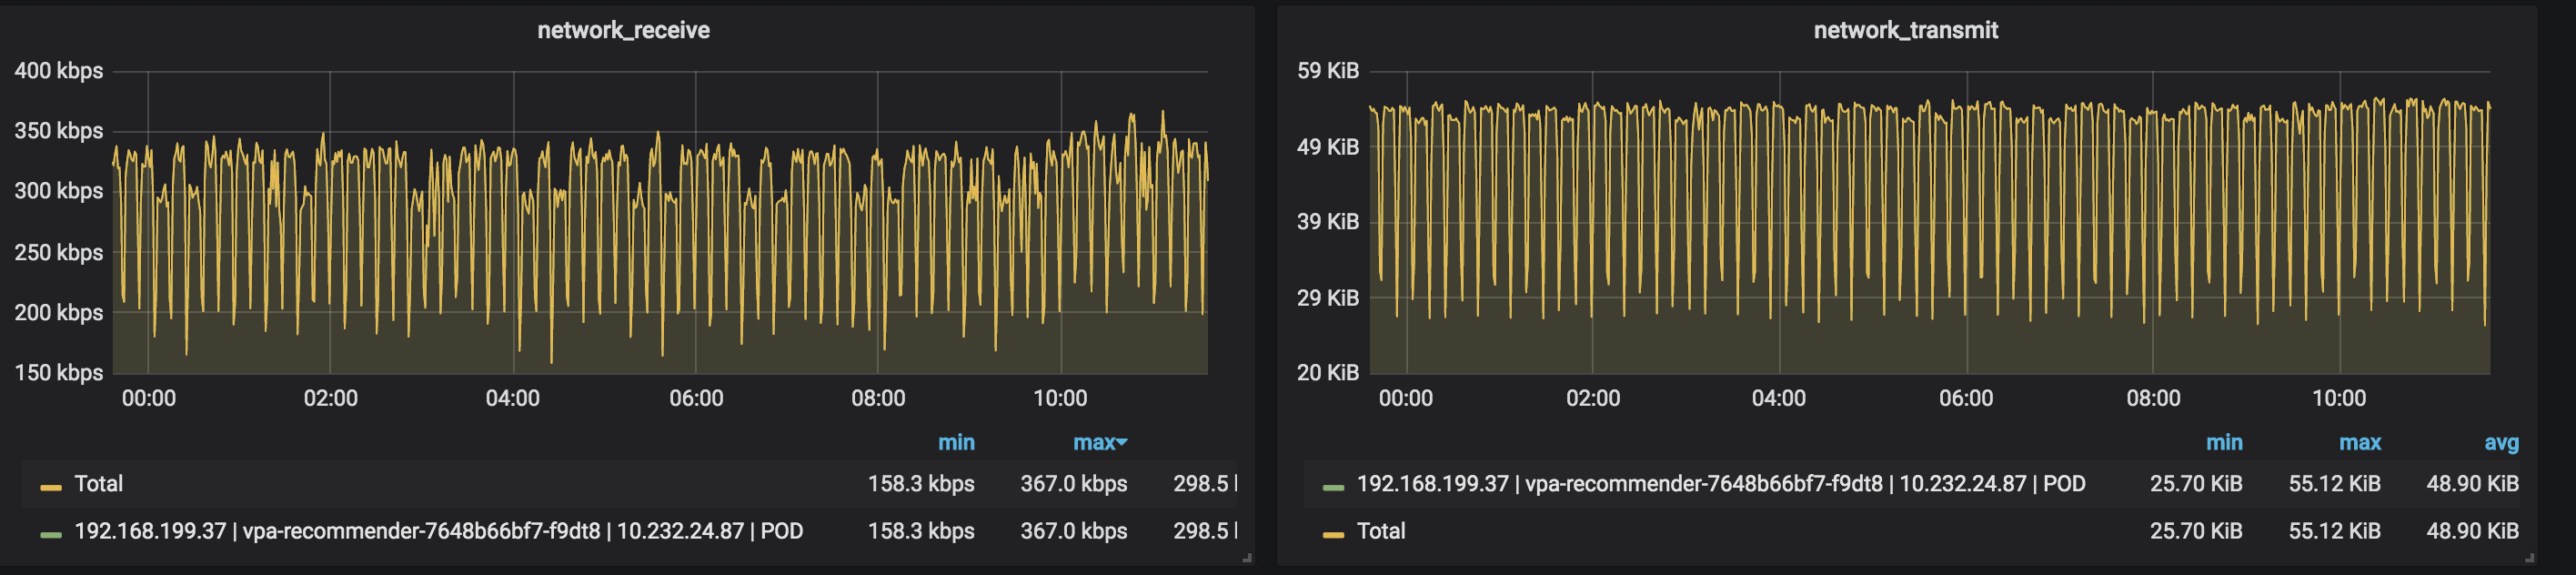 network_receive
400 kbps
350 kbps
300 kbps
250 kbps
200 kbps
150 kbps
00:00 02:00 04:00 06:00 08:00 10:00
min max
Total 158.3 kbps 367.0 kbps 298.5
192.168.199.37 | vpa-recommender-7648b66bf7-f9dt8 | 10.232.24.87 | POD 158.3 kbps 367.0 kbps 298.5
network_transmit
59 KiB
49 KiB
39 KiB
29 KiB
20 KiB
00:00 02:00 04:00 06:00 08:00 10:00
min max avg
192.168.199.37 | vpa-recommender-7648b66bf7-f9dt8 | 10.232.24.87 | POD 25.70 KiB 55.12 KiB 48.90 KiB
Total 25.70 KiB 55.12 KiB 48.90 KiB